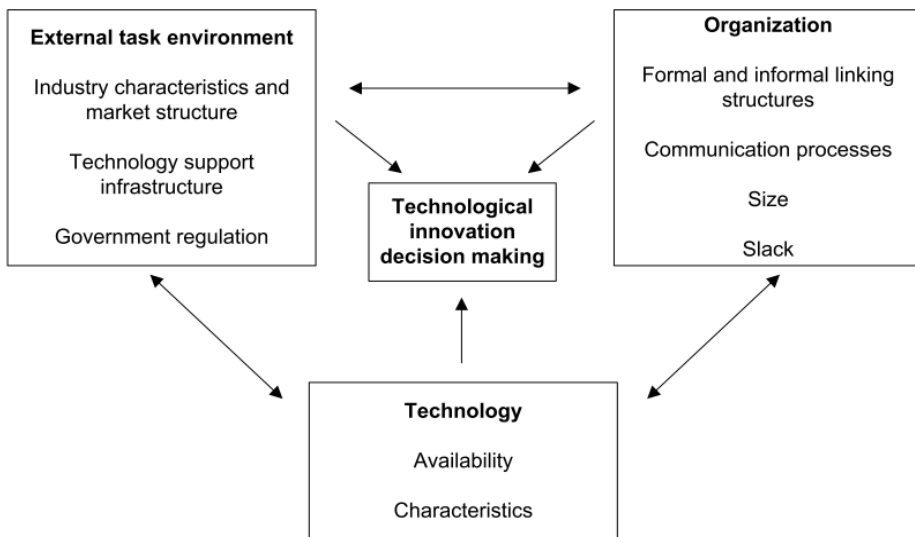 External task environment
Industry characteristics and
market structure
Technology support
infrastructure
Government regulation
Organization
Formal and informal linking
structures
Communication processes
Size
Slack
Technological
innovation
decision making
Technology
Availability
Characteristics